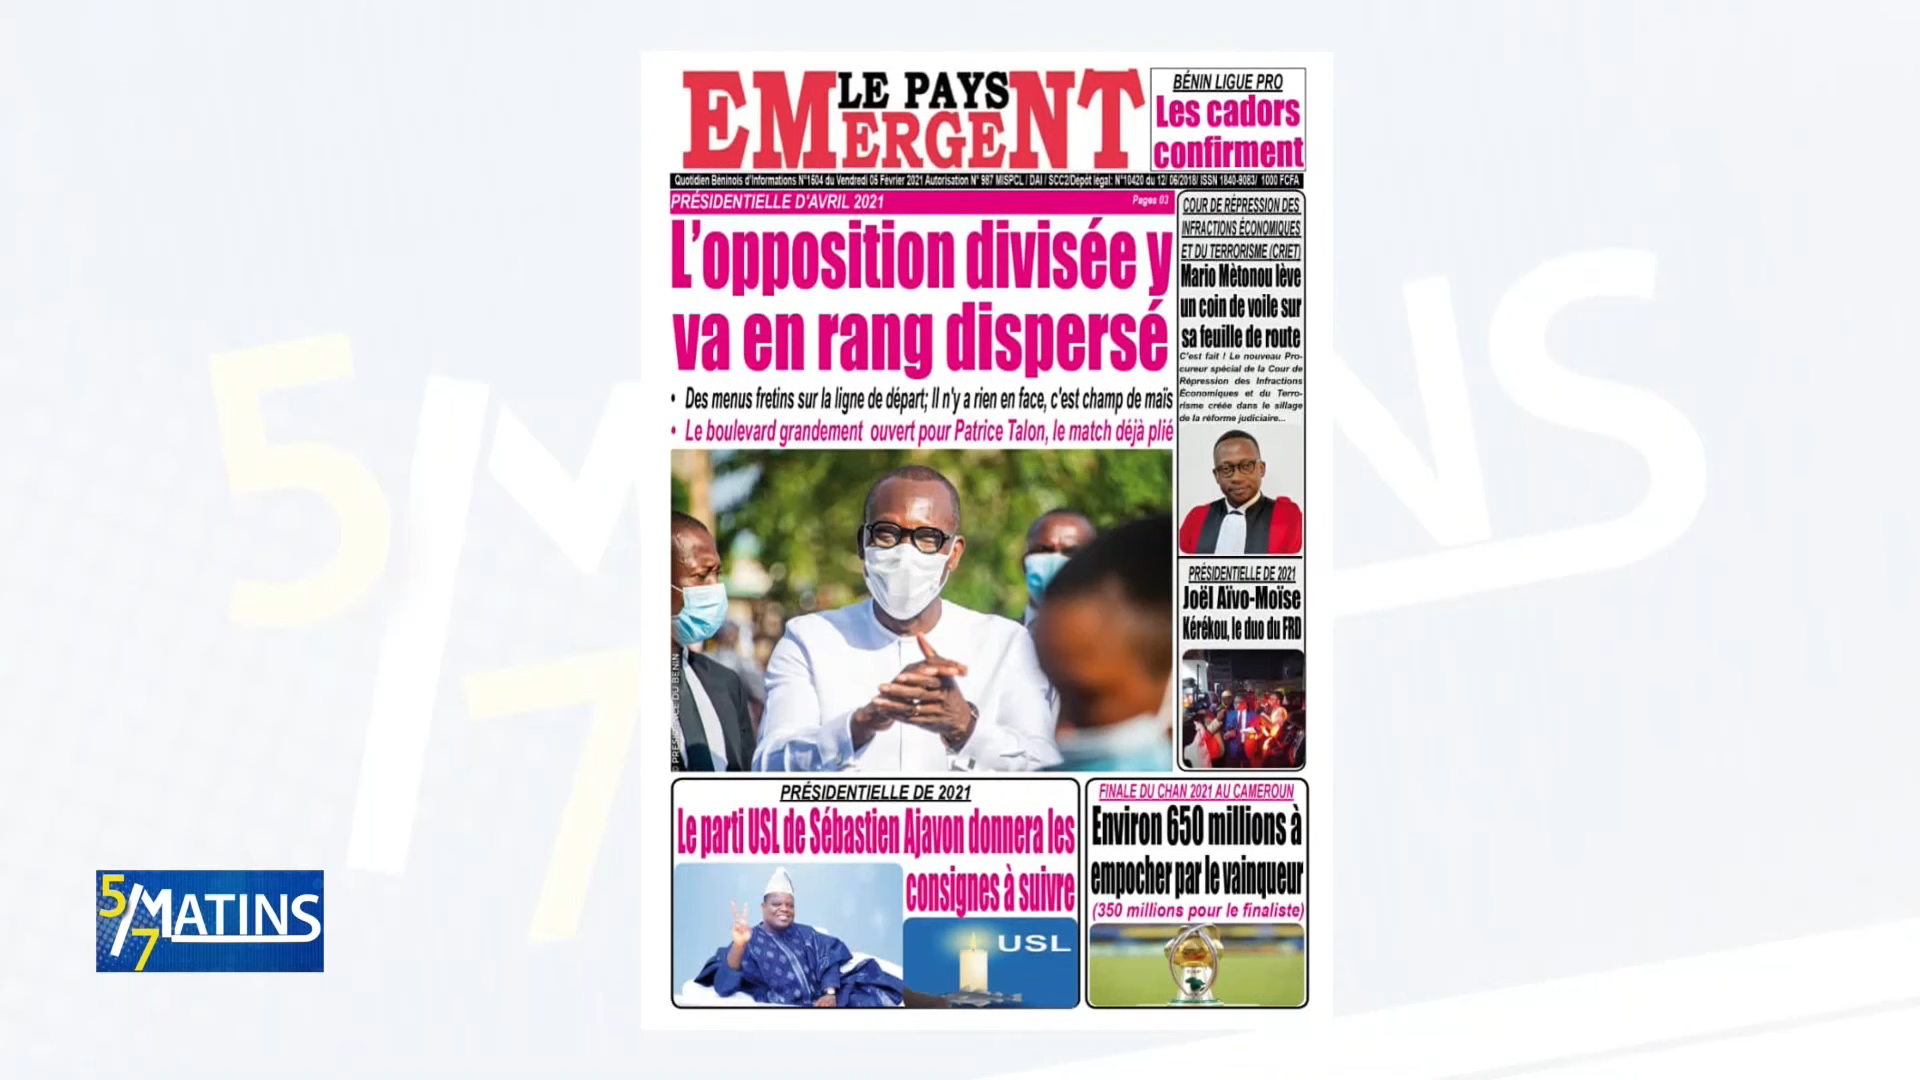 LE PAYS
EMERGENT
BÉNIN LIGUE PRO
Les cadors
confirment
Quotidien Béninois d'Informations N°1504 du Vendredi 05 Février 2021 Autorisation N° 987 MISPCL / DAI / SCC2/Depôt legal: N°10420 du 12/ 06/2018/ ISSN 1840-9083/ 1000 FCFA
PRÉSIDENTIELLE D'AVRIL 2021
Pages 03
L'opposition divisée y
va en rang dispersé
• Des menus fretins sur la ligne de départ; Il n'y a rien en face, c'est champ de maïs
• Le boulevard grandement ouvert pour Patrice Talon, le match déjà plié
© PRESIDENCE DU BENIN
COUR DE RÉPRESSION DES
INFRACTIONS ÉCONOMIQUES
ET DU TERRORISME (CRIET)
Mario Mètonou lève
un coin de voile sur
sa feuille de route
C'est fait ! Le nouveau Pro-
cureur spécial de la Cour de
Répression des Infractions
Économiques et du Terro-
risme créée dans le sillage
de la réforme judiciaire...
PRÉSIDENTIELLE DE 2021
Joël Aïvo-Moïse
Kérékou, le duo du FRD
PRÉSIDENTIELLE DE 2021
Le parti USL de Sébastien Ajavon donnera les
consignes à suivre
USL
FINALE DU CHAN 2021 AU CAMEROUN
Environ 650 millions à
empocher par le vainqueur
(350 millions pour le finaliste)
5/7 MATINS